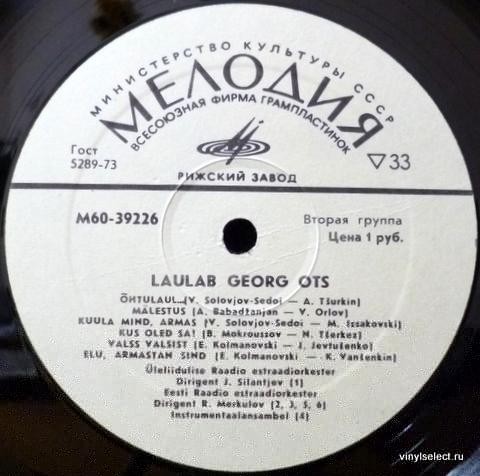 МИНИСТЕРСТВО КУЛЬТУРЫ СССР
МЕЛОДИЯ
ВСЕСОЮЗНАЯ ФИРМА ГРАМПЛАСТИНОК
Гост
5289-73
▽33
РИЖСКИЙ ЗАВОД
М60-39226
Вторая группа
Цена 1 руб.
LAULAB GEORG OTS
ÕHTULAUL...(V. Solovjov-Sedoi — A. Tšurkin)
MÄLESTUS (A. Babadžanjan — V. Orlov)
KUULA MIND, ARMAS (V. Solovjov-Sedoi — M. Issakovski)
KUS OLED SA! (B. Mokroussov — N. Tšerkez)
VALSS VALSIST (E. Kolmanovski — J. Jevtušenko)
ELU, ARMASTAN SIND (E. Kolmanovski — K. Vanšenkin)
Üleliidulise Raadio estraadiorkester
Dirigent J. Silantjev (1)
Eesti Raadio estraadiorkester
Dirigent R. Merkulov (2, 3, 5, 6)
Instrumentaalansambel (4)
vinylselect.ru